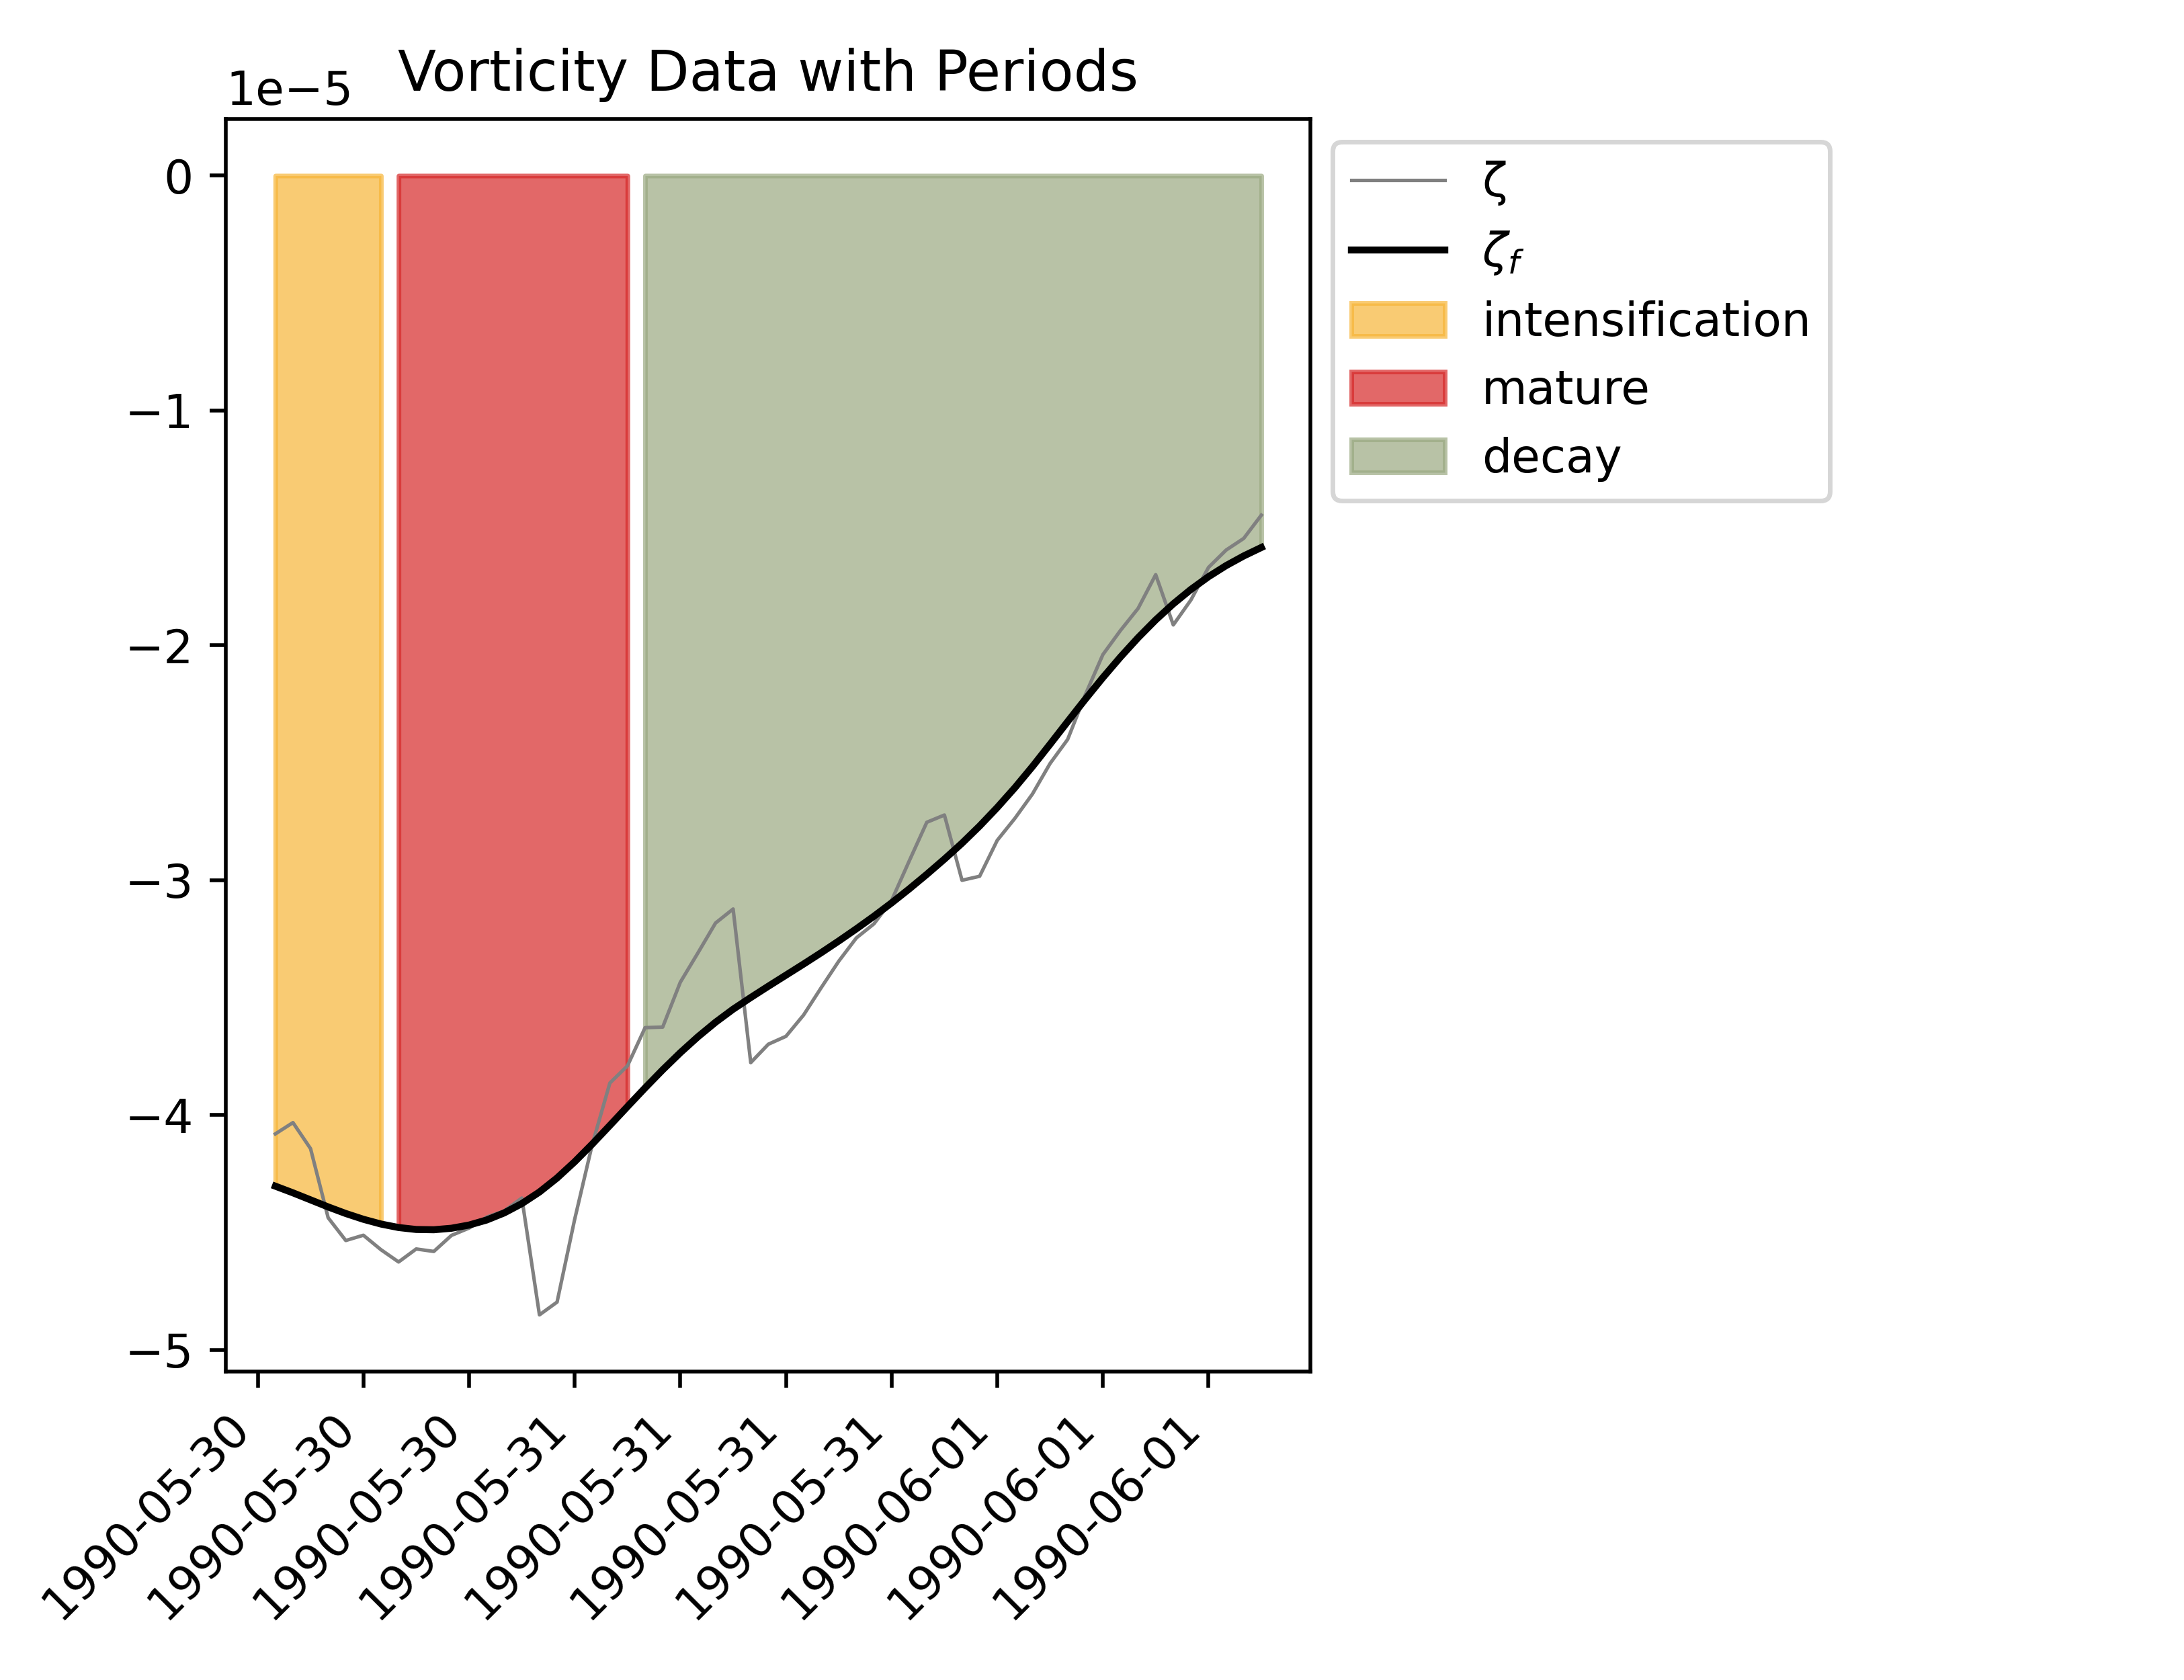 Vorticity Data with Periods
1e−5
0
−1
−2
−3
−4
−5
1990-05-30
1990-05-30
1990-05-30
1990-05-31
1990-05-31
1990-05-31
1990-05-31
1990-06-01
1990-06-01
1990-06-01
ζ
ζf
intensification
mature
decay